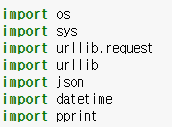 import os
import sys
import urllib.request
import urllib
import json
import datetime
import pprint